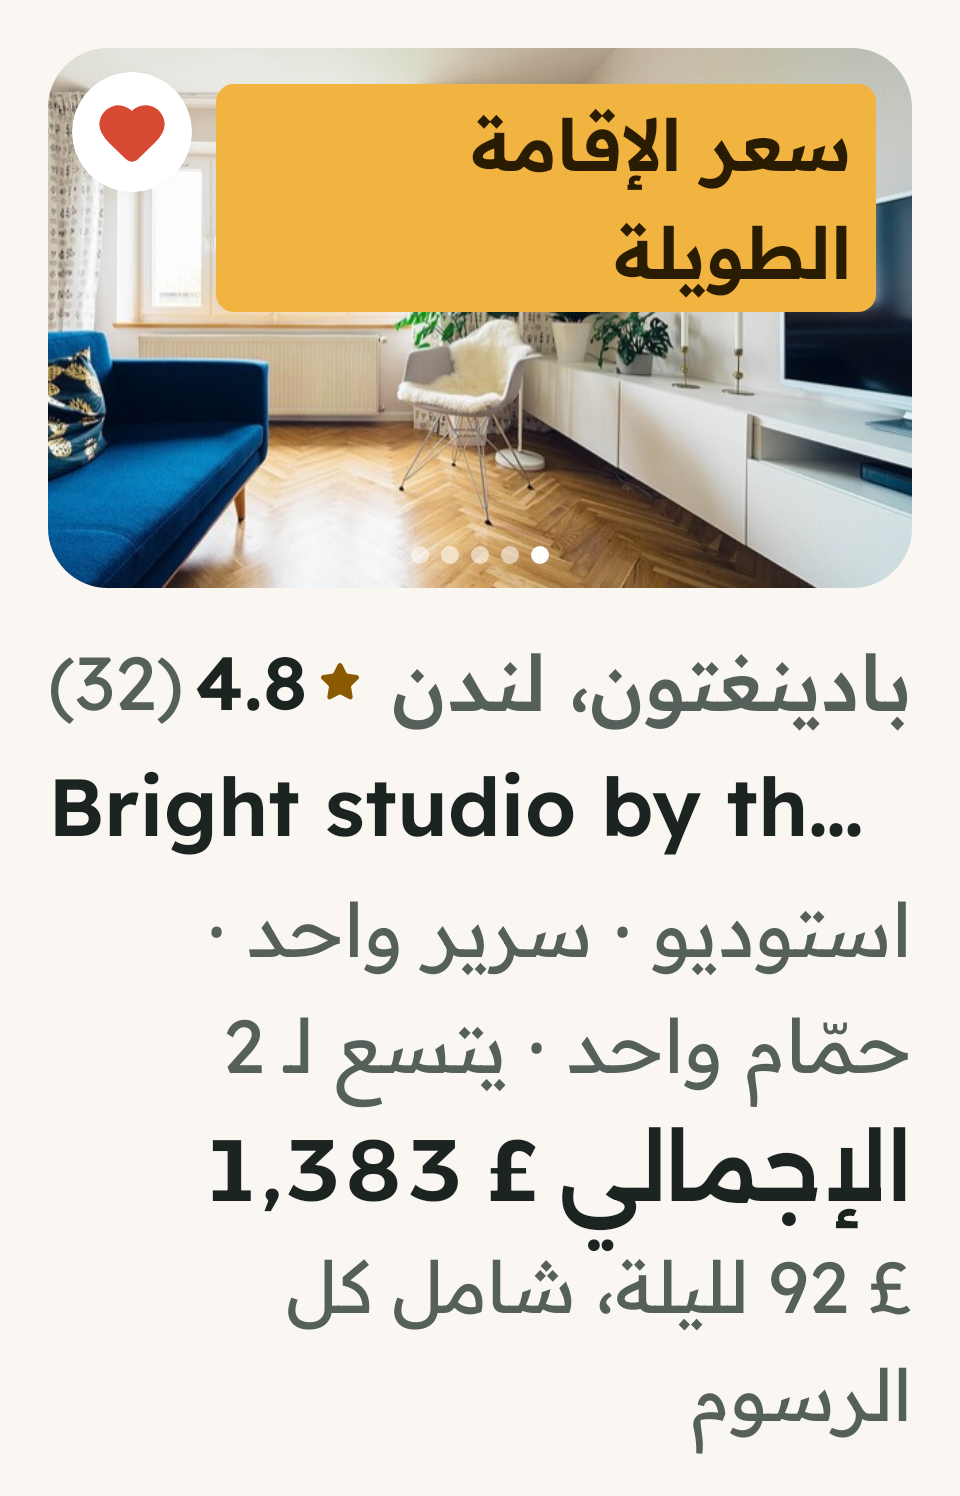 سعر الإقامة
الطويلة
بادينغتون، لندن 4.8 (32)
Bright studio by th...
استوديو · سرير واحد ·
حمّام واحد · يتسع لـ 2
الإجمالي £ 1,383
£ 92 لليلة، شامل كل
الرسوم